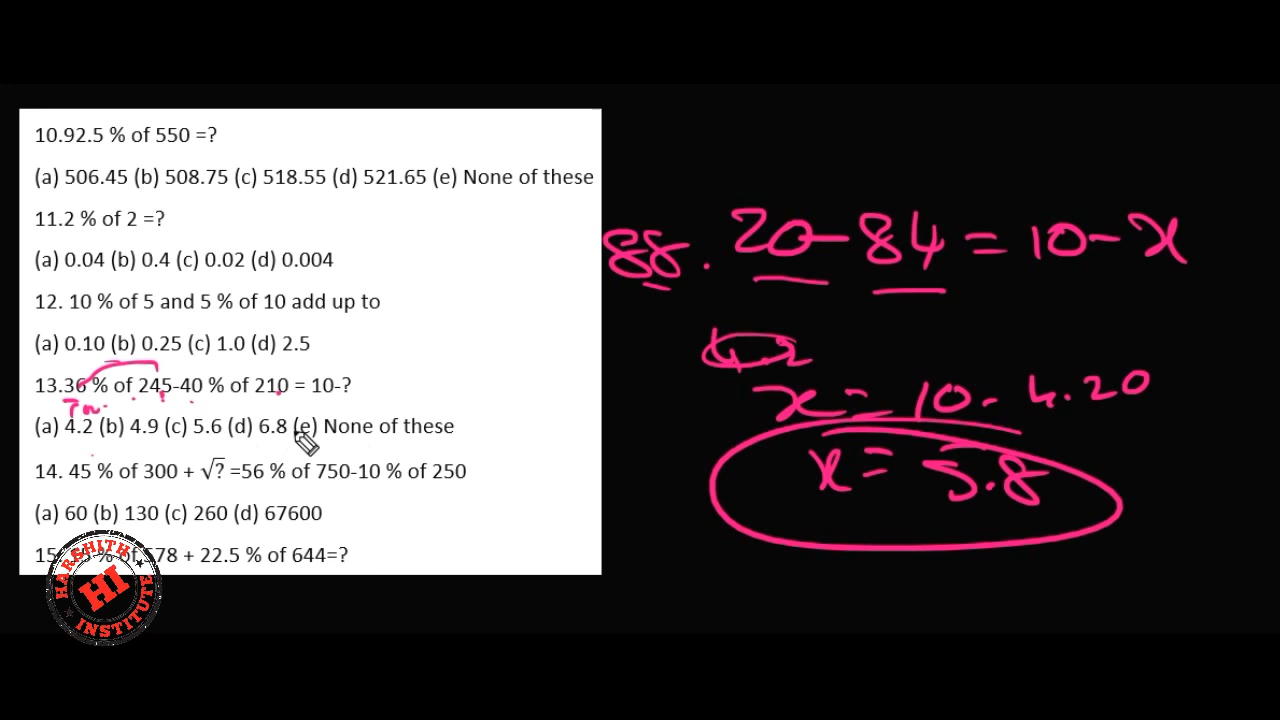 10.92.5 % of 550 =?
(a) 506.45 (b) 508.75 (c) 518.55 (d) 521.65 (e) None of these
11.2 % of 2 =?
(a) 0.04 (b) 0.4 (c) 0.02 (d) 0.004
12. 10 % of 5 and 5 % of 10 add up to
(a) 0.10 (b) 0.25 (c) 1.0 (d) 2.5
13.36 % of 245-40 % of 210 = 10-?
(a) 4.2 (b) 4.9 (c) 5.6 (d) 6.8 (e) None of these
14. 45 % of 300 + √? =56 % of 750-10 % of 250
(a) 60 (b) 130 (c) 260 (d) 67600
578 + 22.5 % of 644=?
88.20-84 = 10-x
4.2
x = 10-4.20
x = 5.8
HARSHITH
HI
INSTITUTE